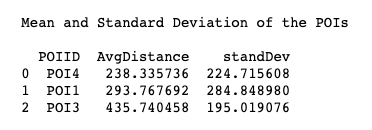 Mean and Standard Deviation of the POIs
POIID AvgDistance standDev
0 POI4 238.335736 224.715608
1 POI1 293.767692 284.848980
2 POI3 435.740458 195.019076